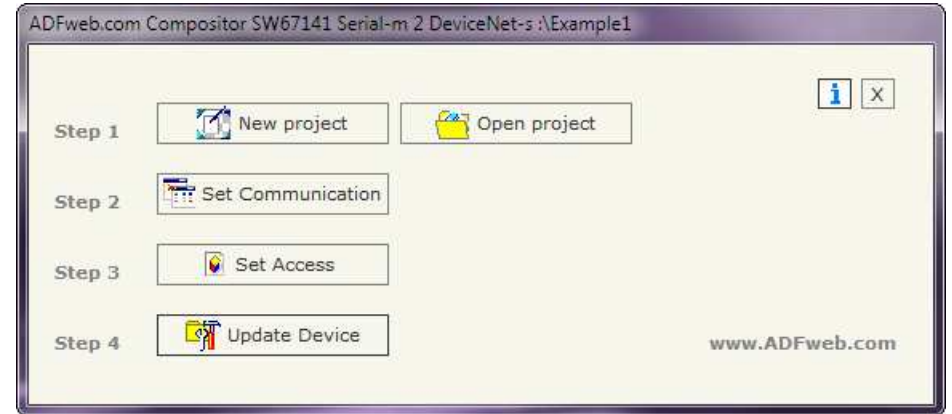 ADFweb.com Compositor SW67141 Serial-m 2 DeviceNet-s :\Example1
i X
Step 1 New project Open project
Step 2 Set Communication
Step 3 Set Access
Step 4 Update Device
www.ADFweb.com